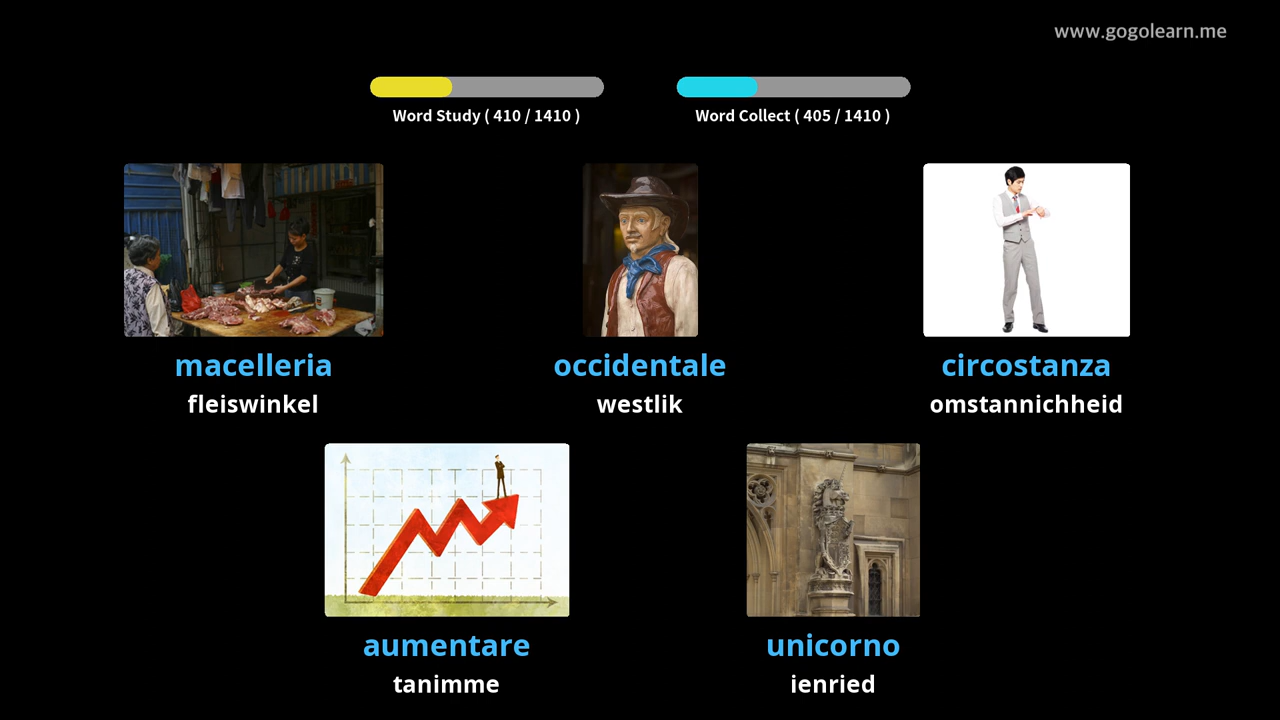 www.gogolearn.me
Word Study ( 410 / 1410 )
Word Collect ( 405 / 1410 )
macelleria
fleiswinkel
occidentale
westlik
circostanza
omstannichheid
aumentare
tanimme
unicorno
ienried